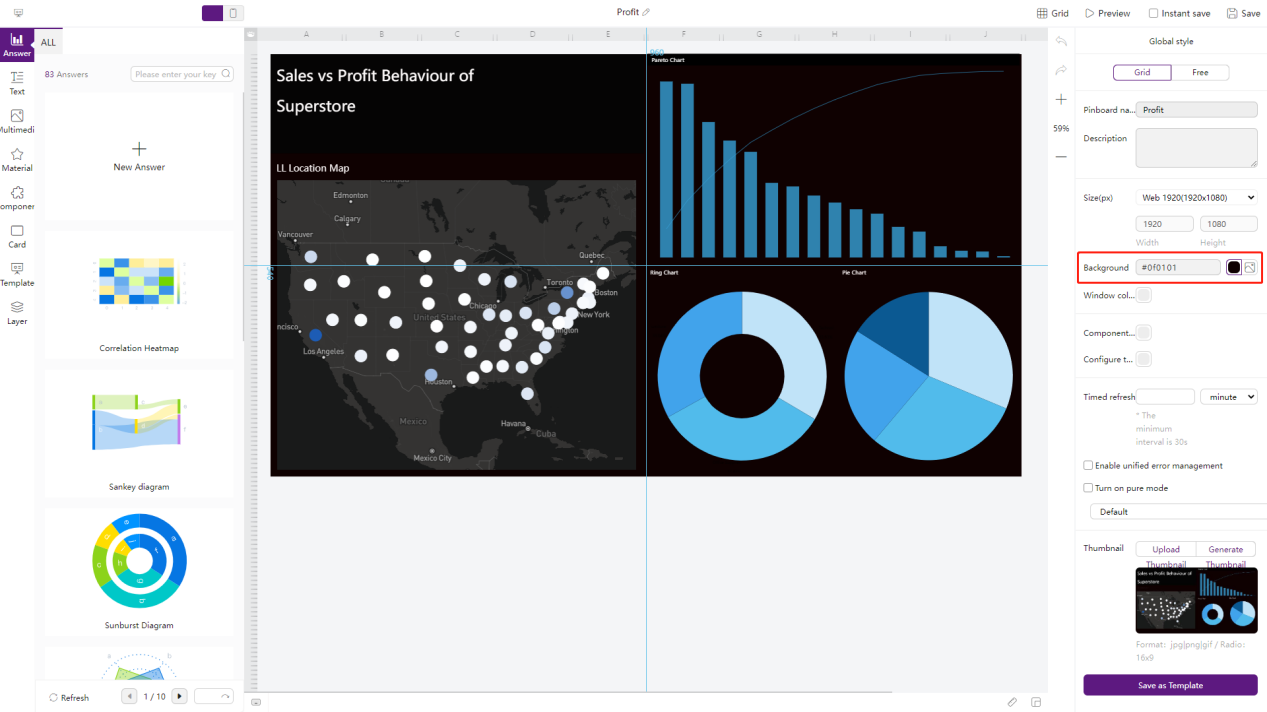 Profit
Grid
Preview
Instant save
Save
Answer
Text
Multimedi
Material
omponen
Card
Template
Layer
ALL
83 Answers
Please enter your key
New Answer
Correlation Heatmap
Sankey diagram
Sunburst Diagram
Refresh
1 / 10
A B C D E F G H I J
960
Sales vs Profit Behaviour of
Superstore
LL Location Map
Edmonton
Calgary
Vancouver
Quebec
Toronto
Boston
Chicago
New York
United States
ncisco
ington
Los Angeles
Houston
Mexico
Havana
Cuba
Mexico City
Pareto Chart
Ring Chart
Pie Chart
59%
Global style
Grid
Free
Pinboard na...
Profit
Description
Size(px)
Web 1920(1920x1080)
1920
1080
Width
Height
Background
#0f0101
Window col...
Component...
Configure t...
Timed refresh
minute
* The
minimum
interval is 30s
Enable unified error management
Turn on pure mode
Default
Thumbnail
Upload
Thumbnail
Generate
Thumbnail
Sales vs Profit Behaviour of
Superstore
Format: jpg|png|gif / Radio:
16x9
Save as Template